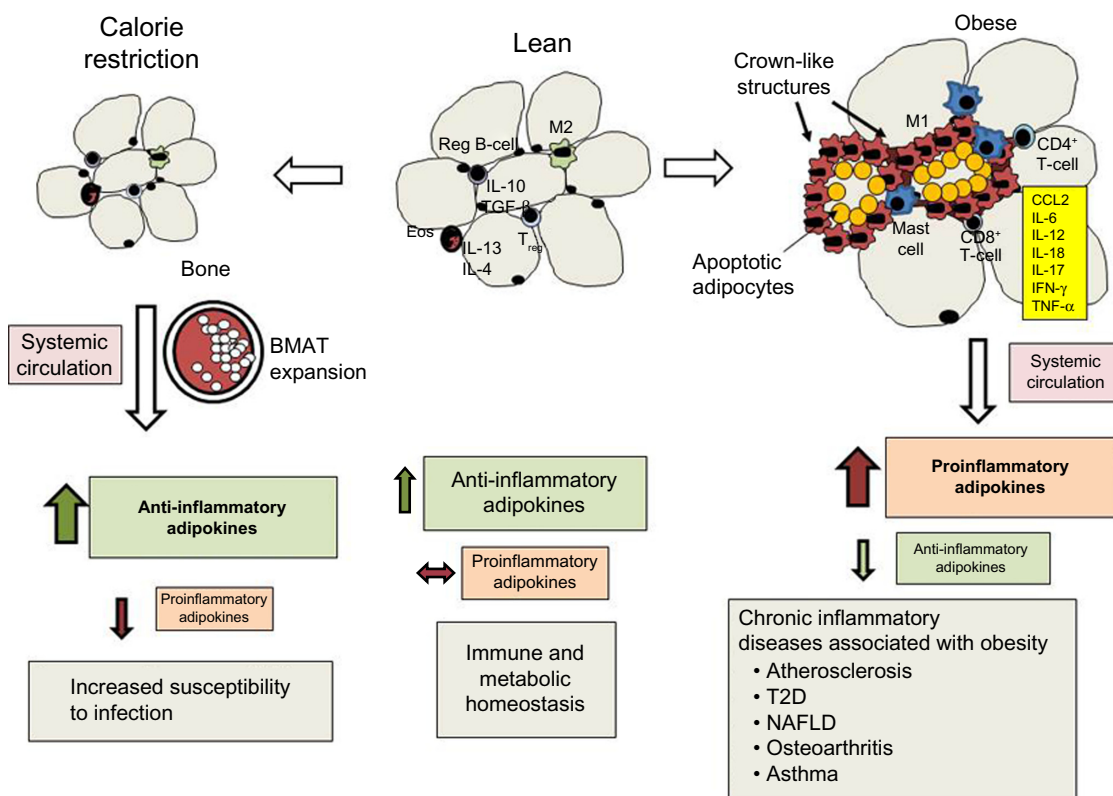 Calorie
restriction
Lean
Obese
Crown-like
structures
M1
M2
Reg B-cell
IL-10
TGF-β
Eos
IL-13
IL-4
Treg
CD4+
T-cell
Mast
cell
CD8+
T-cell
CCL2
IL-6
IL-12
IL-18
IL-17
IFN-γ
TNF-α
Apoptotic
adipocytes
Bone
Systemic
circulation
BMAT
expansion
Systemic
circulation
Anti-inflammatory
adipokines
Proinflammatory
adipokines
Increased susceptibility
to infection
Anti-inflammatory
adipokines
Proinflammatory
adipokines
Immune and
metabolic
homeostasis
Proinflammatory
adipokines
Anti-inflammatory
adipokines
Chronic inflammatory
diseases associated with obesity
• Atherosclerosis
• T2D
• NAFLD
• Osteoarthritis
• Asthma